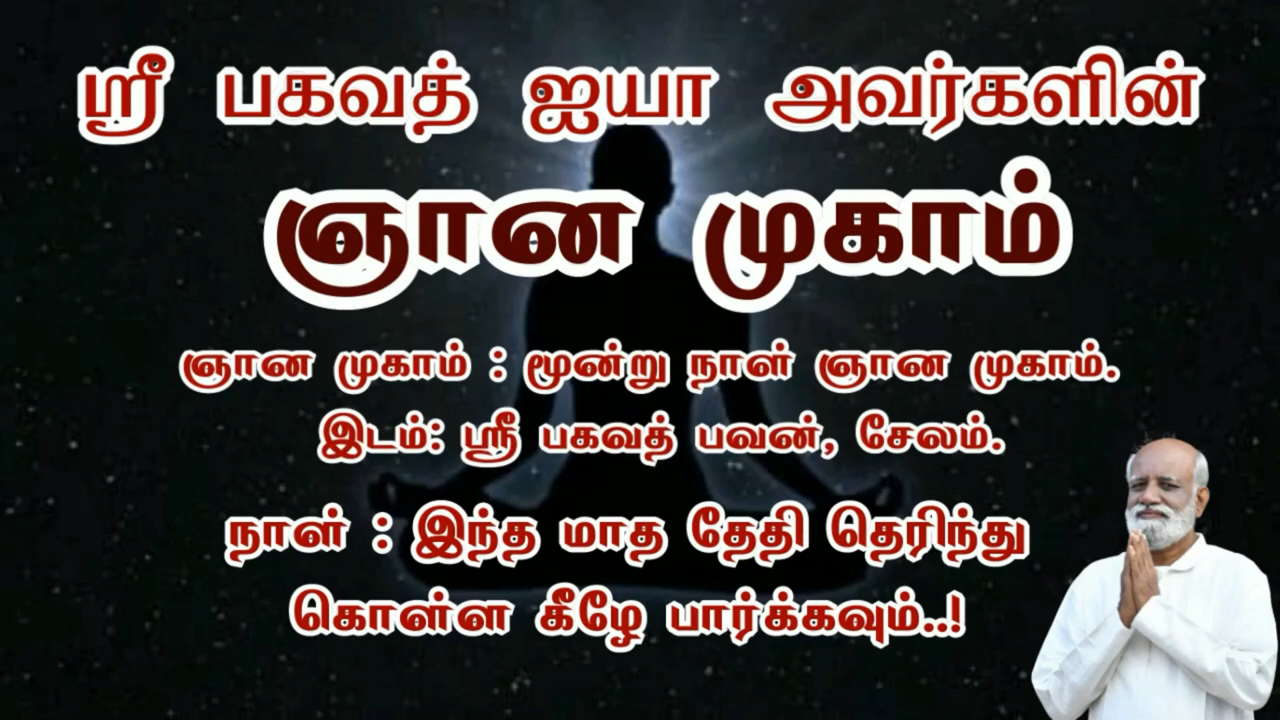 ஸ்ரீ பகவத் ஐயா அவர்களின்
ஞான முகாம்
ஞான முகாம் : மூன்று நாள் ஞான முகாம்.
இடம்: ஸ்ரீ பகவத் பவன், சேலம்.
நாள் : இந்த மாத தேதி தெரிந்து
கொள்ள கீழே பார்க்கவும்..!